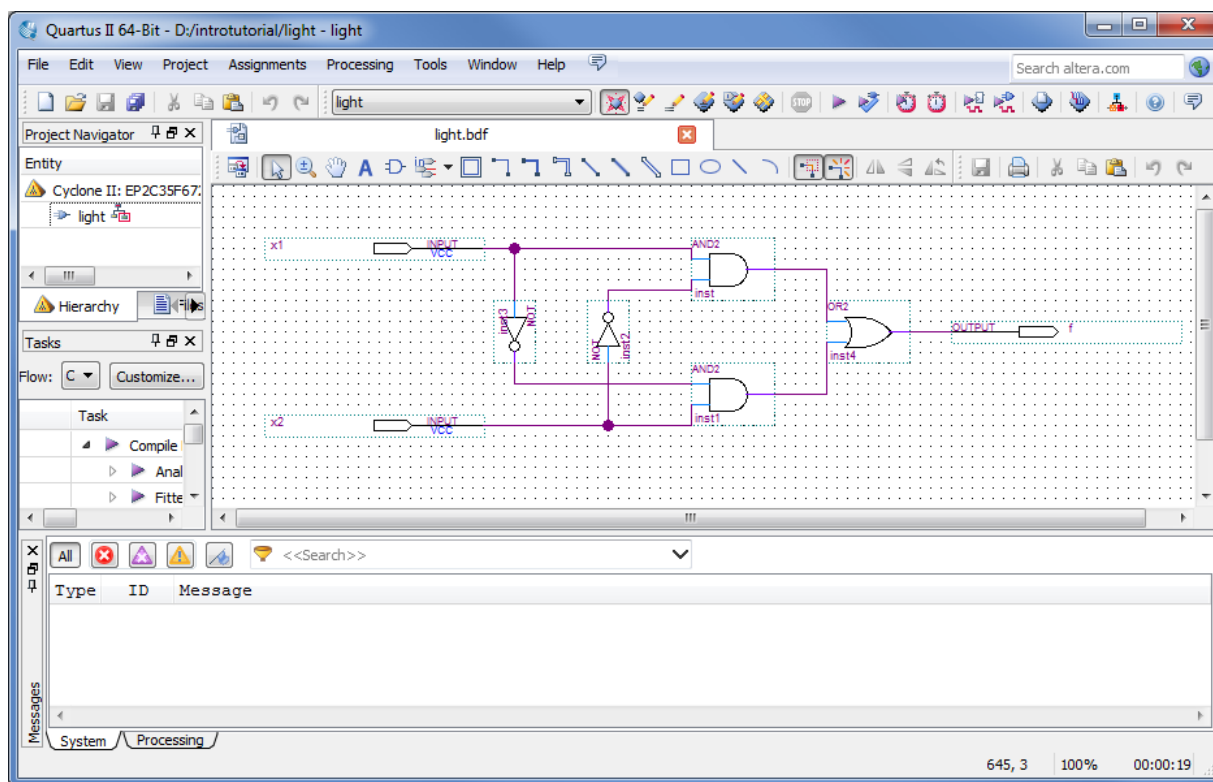 Quartus II 64-Bit - D:/introtutorial/light - light
File Edit View Project Assignments Processing Tools Window Help
Search altera.com
light
STOP
Project Navigator
light.bdf
Entity
Cyclone II: EP2C35F672
light
Hierarchy
Files
Tasks
Flow: C Customize...
Task
Compile
Anal
Fitte
x1
INPUT
VCC
AND2
inst
inst3
NOT
NOT
inst2
OR2
inst4
OUTPUT
f
AND2
inst1
x2
INPUT
VCC
All
<<Search>>
Type ID Message
Messages
System Processing
645, 3 100% 00:00:19